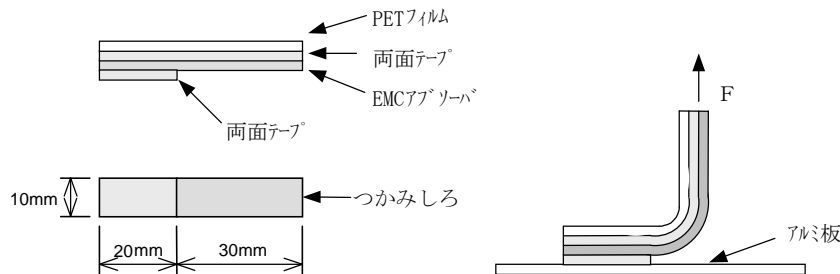 PETフィルム
両面テープ
EMCアブソーバ
両面テープ
F
10mm
つかみしろ
20mm
30mm
アルミ板